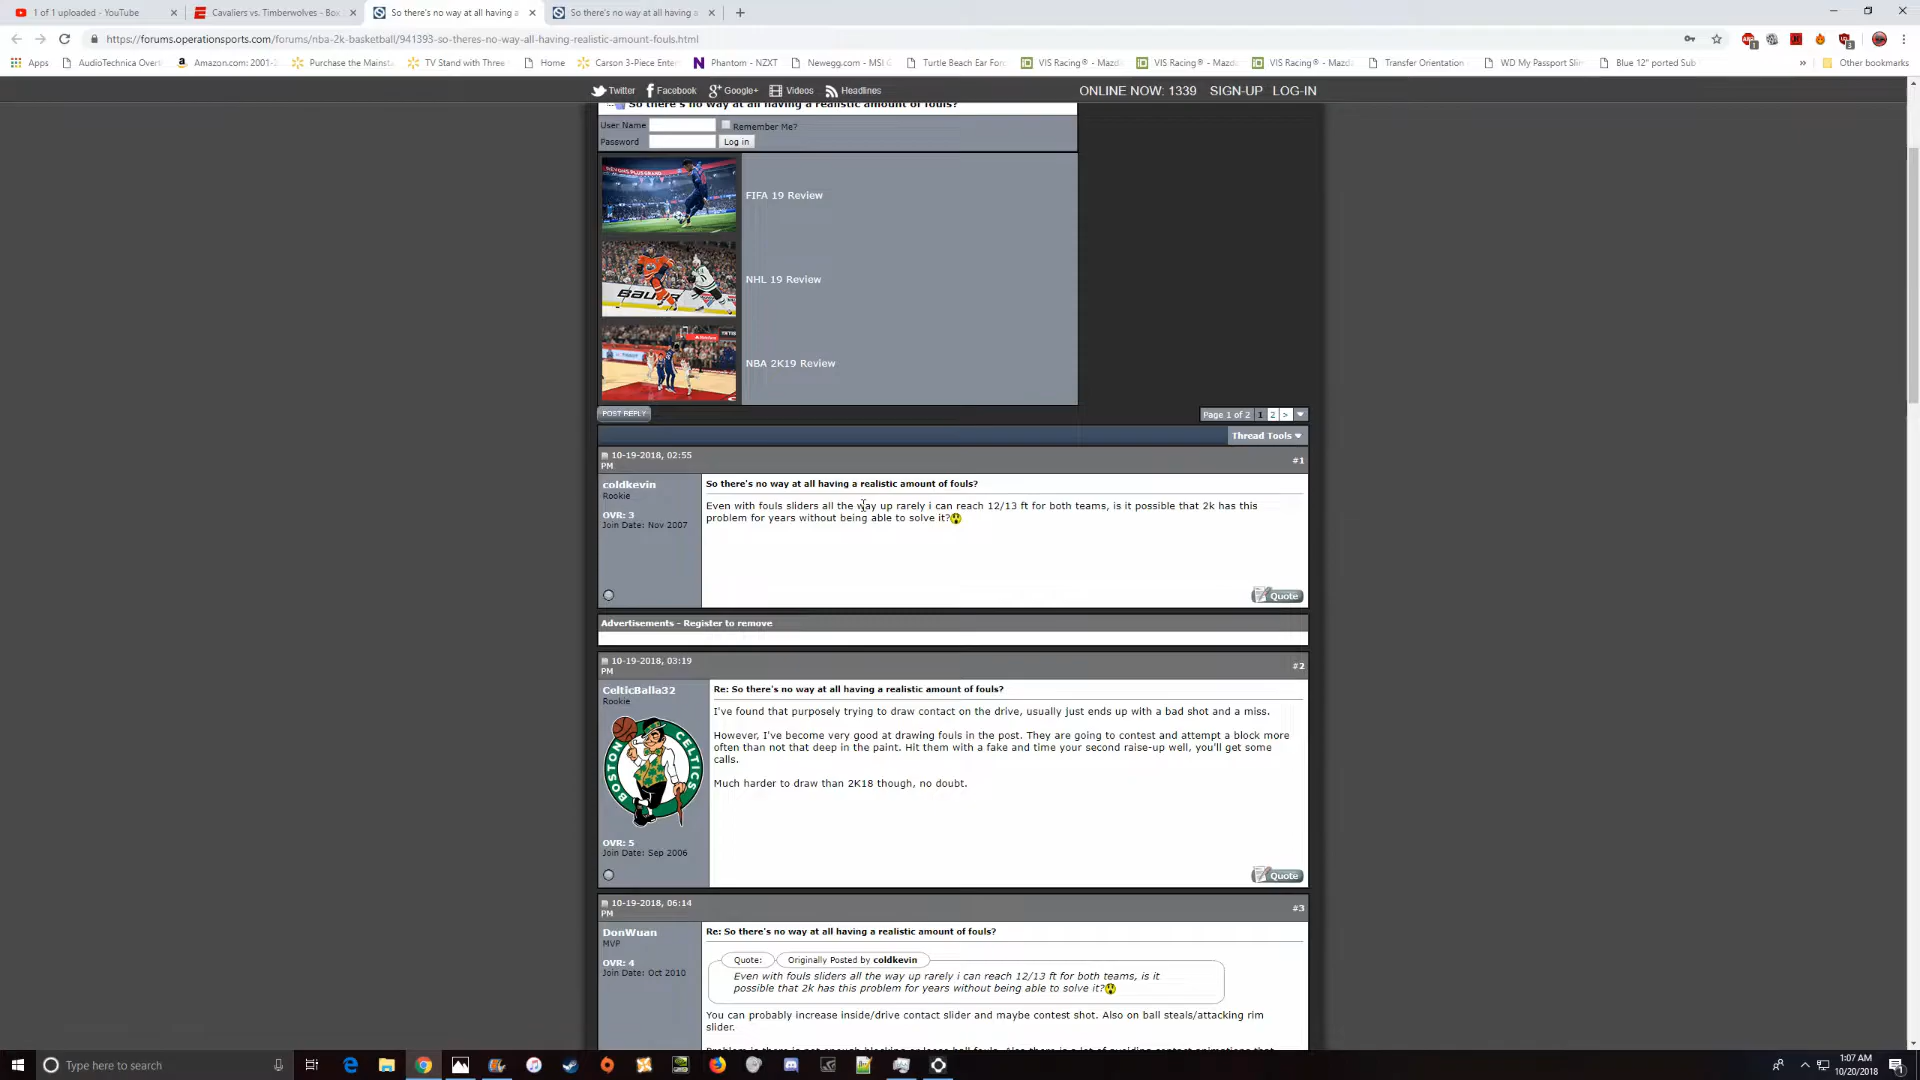 1 of 1 uploaded - YouTube
Cavaliers vs. Timberwolves - Box
So there's no way at all having a
So there's no way at all having a
https://forums.operationsports.com/forums/nba-2k-basketball/941393-so-theres-no-way-all-having-realistic-amount-fouls.html
Apps
AudioTechnica Overt
Amazon.com: 2001-2
Purchase the Mainsta
TV Stand with Three
Home
Carson 3-Piece Enter
Phantom - NZXT
Newegg.com - MSI G
Turtle Beach Ear Forc
VIS Racing® - Mazda
VIS Racing® - Mazda
VIS Racing® - Mazda
Transfer Orientation
WD My Passport Slim
Blue 12" ported Sub
»
Other bookmarks
Twitter Facebook Google+ Videos Headlines
ONLINE NOW: 1339 SIGN-UP LOG-IN
So there's no way at all having a realistic amount of fouls?
User Name Remember Me?
Password Log in
FIFA 19 Review
NHL 19 Review
NBA 2K19 Review
POST REPLY
Page 1 of 2 1 2 >
Thread Tools
10-19-2018, 02:55
PM
#1
coldkevin
Rookie
OVR: 3
Join Date: Nov 2007
So there's no way at all having a realistic amount of fouls?
Even with fouls sliders all the way up rarely i can reach 12/13 ft for both teams, is it possible that 2k has this
problem for years without being able to solve it?
Quote
Advertisements - Register to remove
10-19-2018, 03:19
PM
#2
CelticBalla32
Rookie
BOSTON CELTICS
OVR: 5
Join Date: Sep 2006
Re: So there's no way at all having a realistic amount of fouls?
I've found that purposely trying to draw contact on the drive, usually just ends up with a bad shot and a miss.
However, I've become very good at drawing fouls in the post. They are going to contest and attempt a block more
often than not that deep in the paint. Hit them with a fake and time your second raise-up well, you'll get some
calls.
Much harder to draw than 2K18 though, no doubt.
Quote
10-19-2018, 06:14
PM
#3
DonWuan
MVP
OVR: 4
Join Date: Oct 2010
Re: So there's no way at all having a realistic amount of fouls?
Quote: Originally Posted by coldkevin
Even with fouls sliders all the way up rarely i can reach 12/13 ft for both teams, is it
possible that 2k has this problem for years without being able to solve it?
You can probably increase inside/drive contact slider and maybe contest shot. Also on ball steals/attacking rim
slider.
Type here to search
1:07 AM
10/20/2018